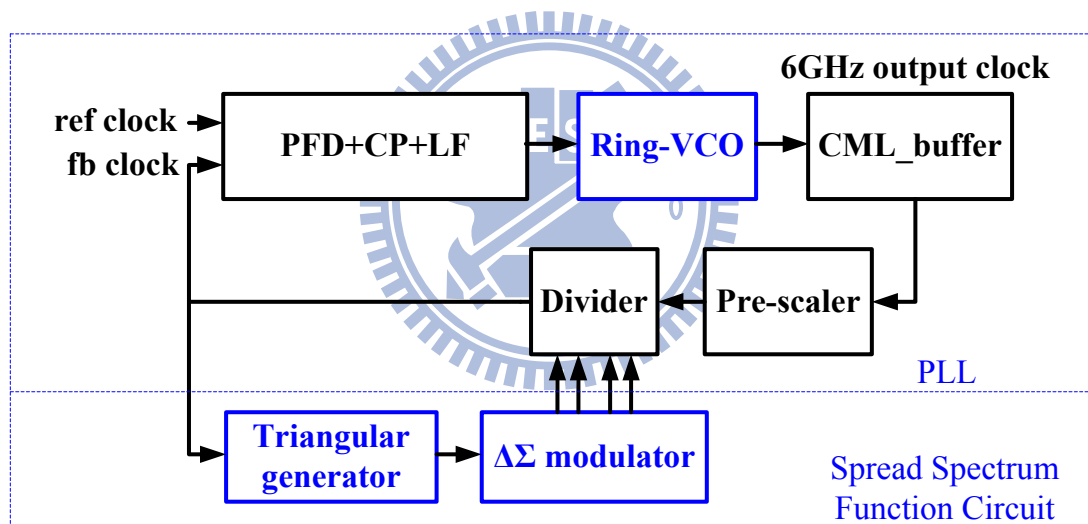 6GHz output clock
ref clock
fb clock
PFD+CP+LF
Ring-VCO
CML_buffer
Divider
Pre-scaler
PLL
Triangular
generator
ΔΣ modulator
Spread Spectrum
Function Circuit